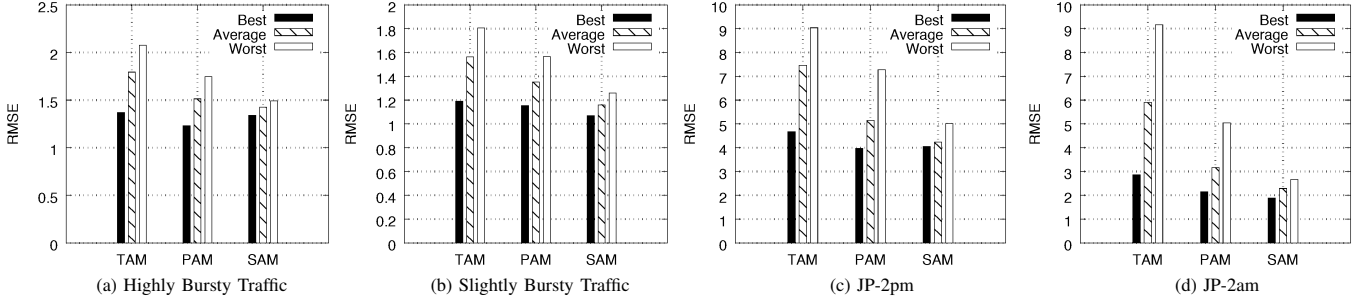 2.5
2
1.5
1
0.5
0
RMSE
Best
Average
Worst
TAM PAM SAM
(a) Highly Bursty Traffic
2
1.8
1.6
1.4
1.2
1
0.8
0.6
0.4
0.2
0
RMSE
Best
Average
Worst
TAM PAM SAM
(b) Slightly Bursty Traffic
10
9
8
7
6
5
4
3
2
1
0
RMSE
Best
Average
Worst
TAM PAM SAM
(c) JP-2pm
10
9
8
7
6
5
4
3
2
1
0
RMSE
Best
Average
Worst
TAM PAM SAM
(d) JP-2am